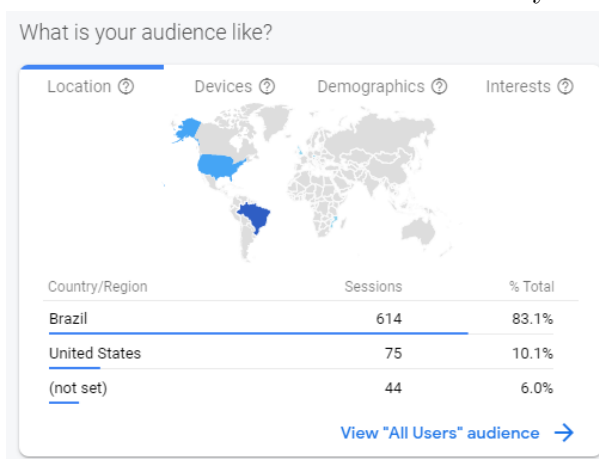 What is your audience like?
Location Devices Demographics Interests
Country/Region Sessions % Total
Brazil 614 83.1%
United States 75 10.1%
(not set) 44 6.0%
View "All Users" audience